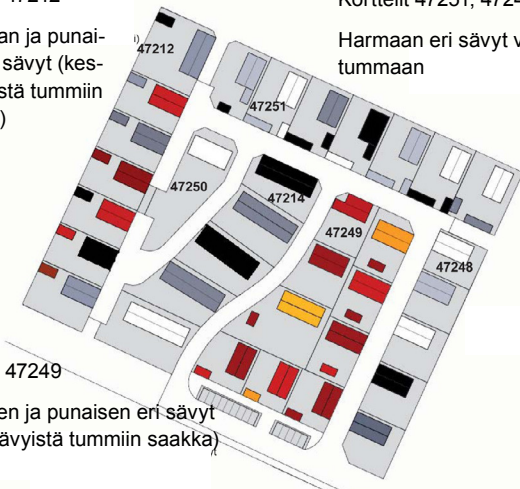 47212
an ja punai-
sävyt (kes-
stä tummiin
)
Korttelit 47251, 4724
Harmaan eri sävyt v
tummaan
47212
47251
47250
47214
47249
47248
47249
en ja punaisen eri sävyt
ävyistä tummiin saakka)